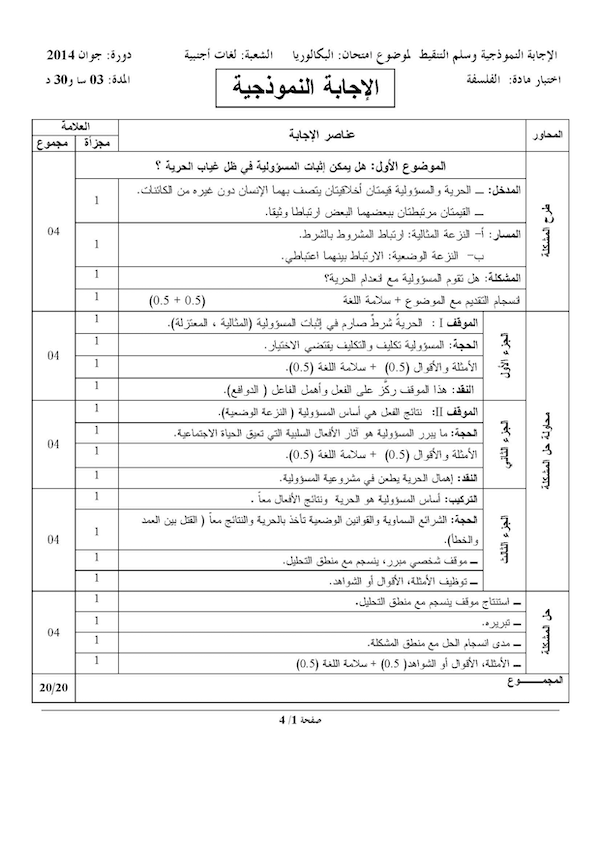 الإجابة النموذجية وسلم التنقيط لموضوع امتحان: البكالوريا الشعبة: لغات أجنبية دورة: جوان 2014
اختبار مادة: الفلسفة المدة: 03 سا و30 د
الإجابة النموذجية
المحاور عناصر الإجابة العلامة
مجزأة مجموع
الموضوع الأول: هل يمكن إثبات المسؤولية في ظل غياب الحرية ؟
طرح المشكلة
المدخل: ــ الحرية والمسؤولية قيمتان أخلاقيتان يتصف بهما الإنسان دون غيره من الكائنات. 1
ــ القيمتان مرتبطتان ببعضهما البعض ارتباطا وثيقا.
04
المسار: أ- النزعة المثالية: ارتباط المشروط بالشرط. 1
ب- النزعة الوضعية: الارتباط بينهما اعتباطي.
المشكلة: هل تقوم المسؤولية مع انعدام الحرية؟ 1
انسجام التقديم مع الموضوع + سلامة اللغة (0.5 + 0.5) 1
محاولة حل المشكلة
الجزء الأول
الموقف I : الحريةُ شرطٌ صارم في إثبات المسؤولية (المثالية ، المعتزلة). 1
الحجة: المسؤولية تكليف والتكليف يقتضي الاختيار. 1
04
الأمثلة والأقوال (0.5) + سلامة اللغة (0.5). 1
النقد: هذا الموقف ركَّز على الفعل وأهمل الفاعل ( الدوافع). 1
الجزء الثاني
الموقف II: نتائج الفعل هي أساس المسؤولية ( النزعة الوضعية). 1
الحجة: ما يبرر المسؤولية هو آثار الأفعال السلبية التي تعيق الحياة الاجتماعية. 1
04
الأمثلة والأقوال (0.5) + سلامة اللغة (0.5). 1
النقد: إهمال الحرية يطعن في مشروعية المسؤولية. 1
الجزء الثالث
التركيب: أساس المسؤولية هو الحرية ونتائج الأفعال معاً . 1
الحجة: الشرائع السماوية والقوانين الوضعية تأخذ بالحرية والنتائج معاً ( القتل بين العمد 1
والخطأ).
04
ــ موقف شخصي مبرر، ينسجم مع منطق التحليل. 1
ــ توظيف الأمثلة، الأقوال أو الشواهد. 1
حل المشكلة
ــ استنتاج موقف ينسجم مع منطق التحليل. 1
ــ تبريره. 1
04
ــ مدى انسجام الحل مع منطق المشكلة. 1
ــ الأمثلة، الأقوال أو الشواهد( 0.5) + سلامة اللغة (0.5) 1
المجمـــــــــوع 20/20
صفحة 1/ 4